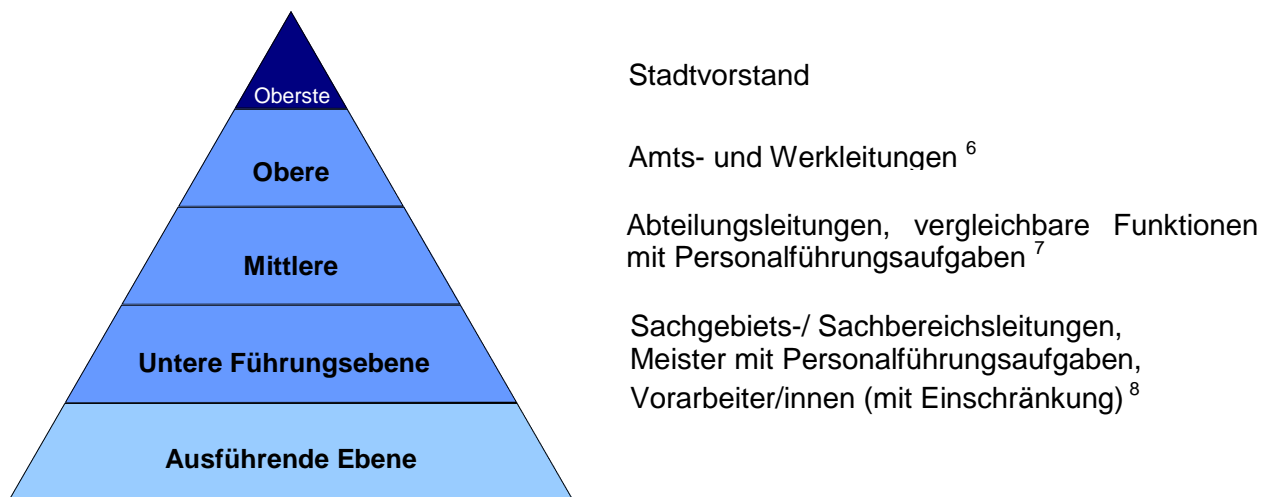 Oberste
Stadtvorstand
Obere
Amts- und Werkleitungen 6
Mittlere
Abteilungsleitungen, vergleichbare Funktionen
mit Personalführungsaufgaben 7
Untere Führungsebene
Sachgebiets-/ Sachbereichsleitungen,
Meister mit Personalführungsaufgaben,
Vorarbeiter/innen (mit Einschränkung) 8
Ausführende Ebene